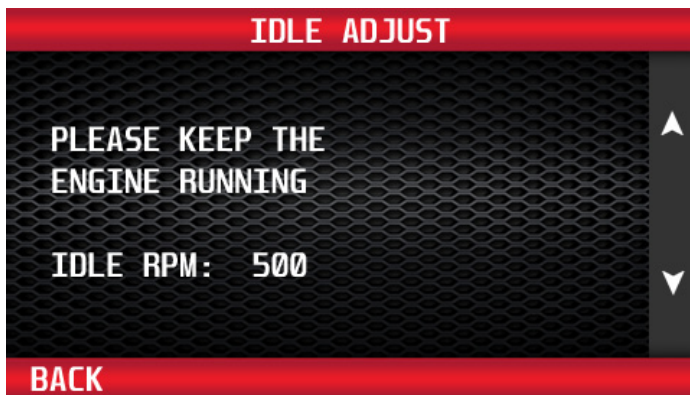 IDLE ADJUST
PLEASE KEEP THE
ENGINE RUNNING
IDLE RPM: 500
BACK